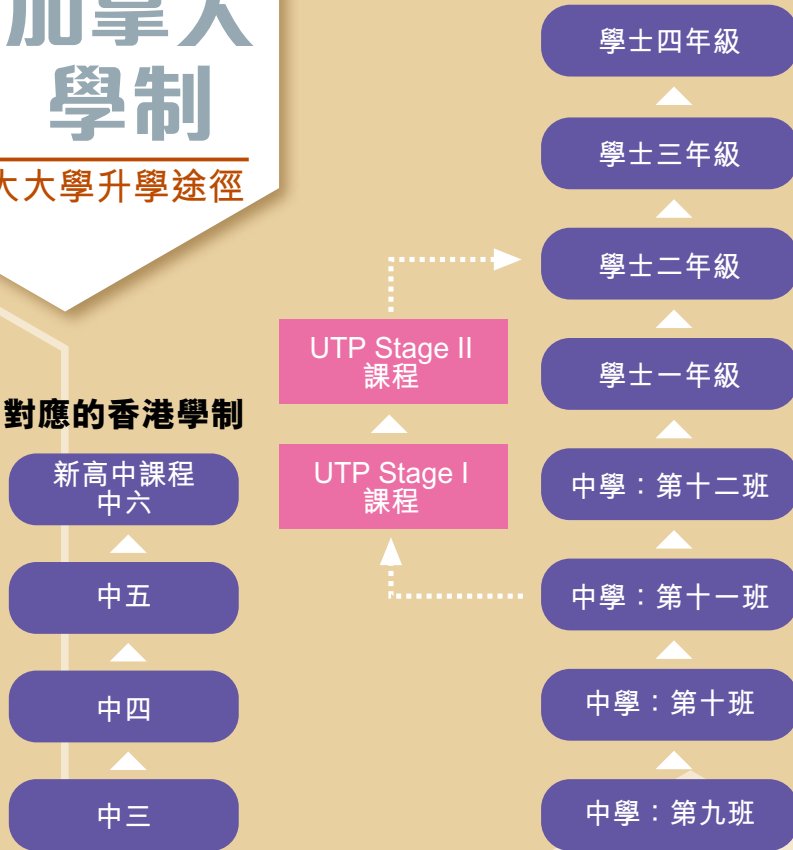 加拿大
學制
大大學升學途徑
對應的香港學制
新高中課程
中六
中五
中四
中三
UTP Stage II
課程
UTP Stage I
課程
學士四年級
學士三年級
學士二年級
學士一年級
中學：第十二班
中學：第十一班
中學：第十班
中學：第九班